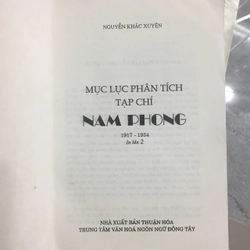 NGUYỄN KHẮC XUYÊN
MỤC LỤC PHÂN TÍCH
TẠP CHÍ
NAM PHONG
1917 - 1934
In lần 2
NHÀ XUẤT BẢN THUẬN HÓA
TRUNG TÂM VĂN HOÁ NGÔN NGỮ ĐÔNG TÂY